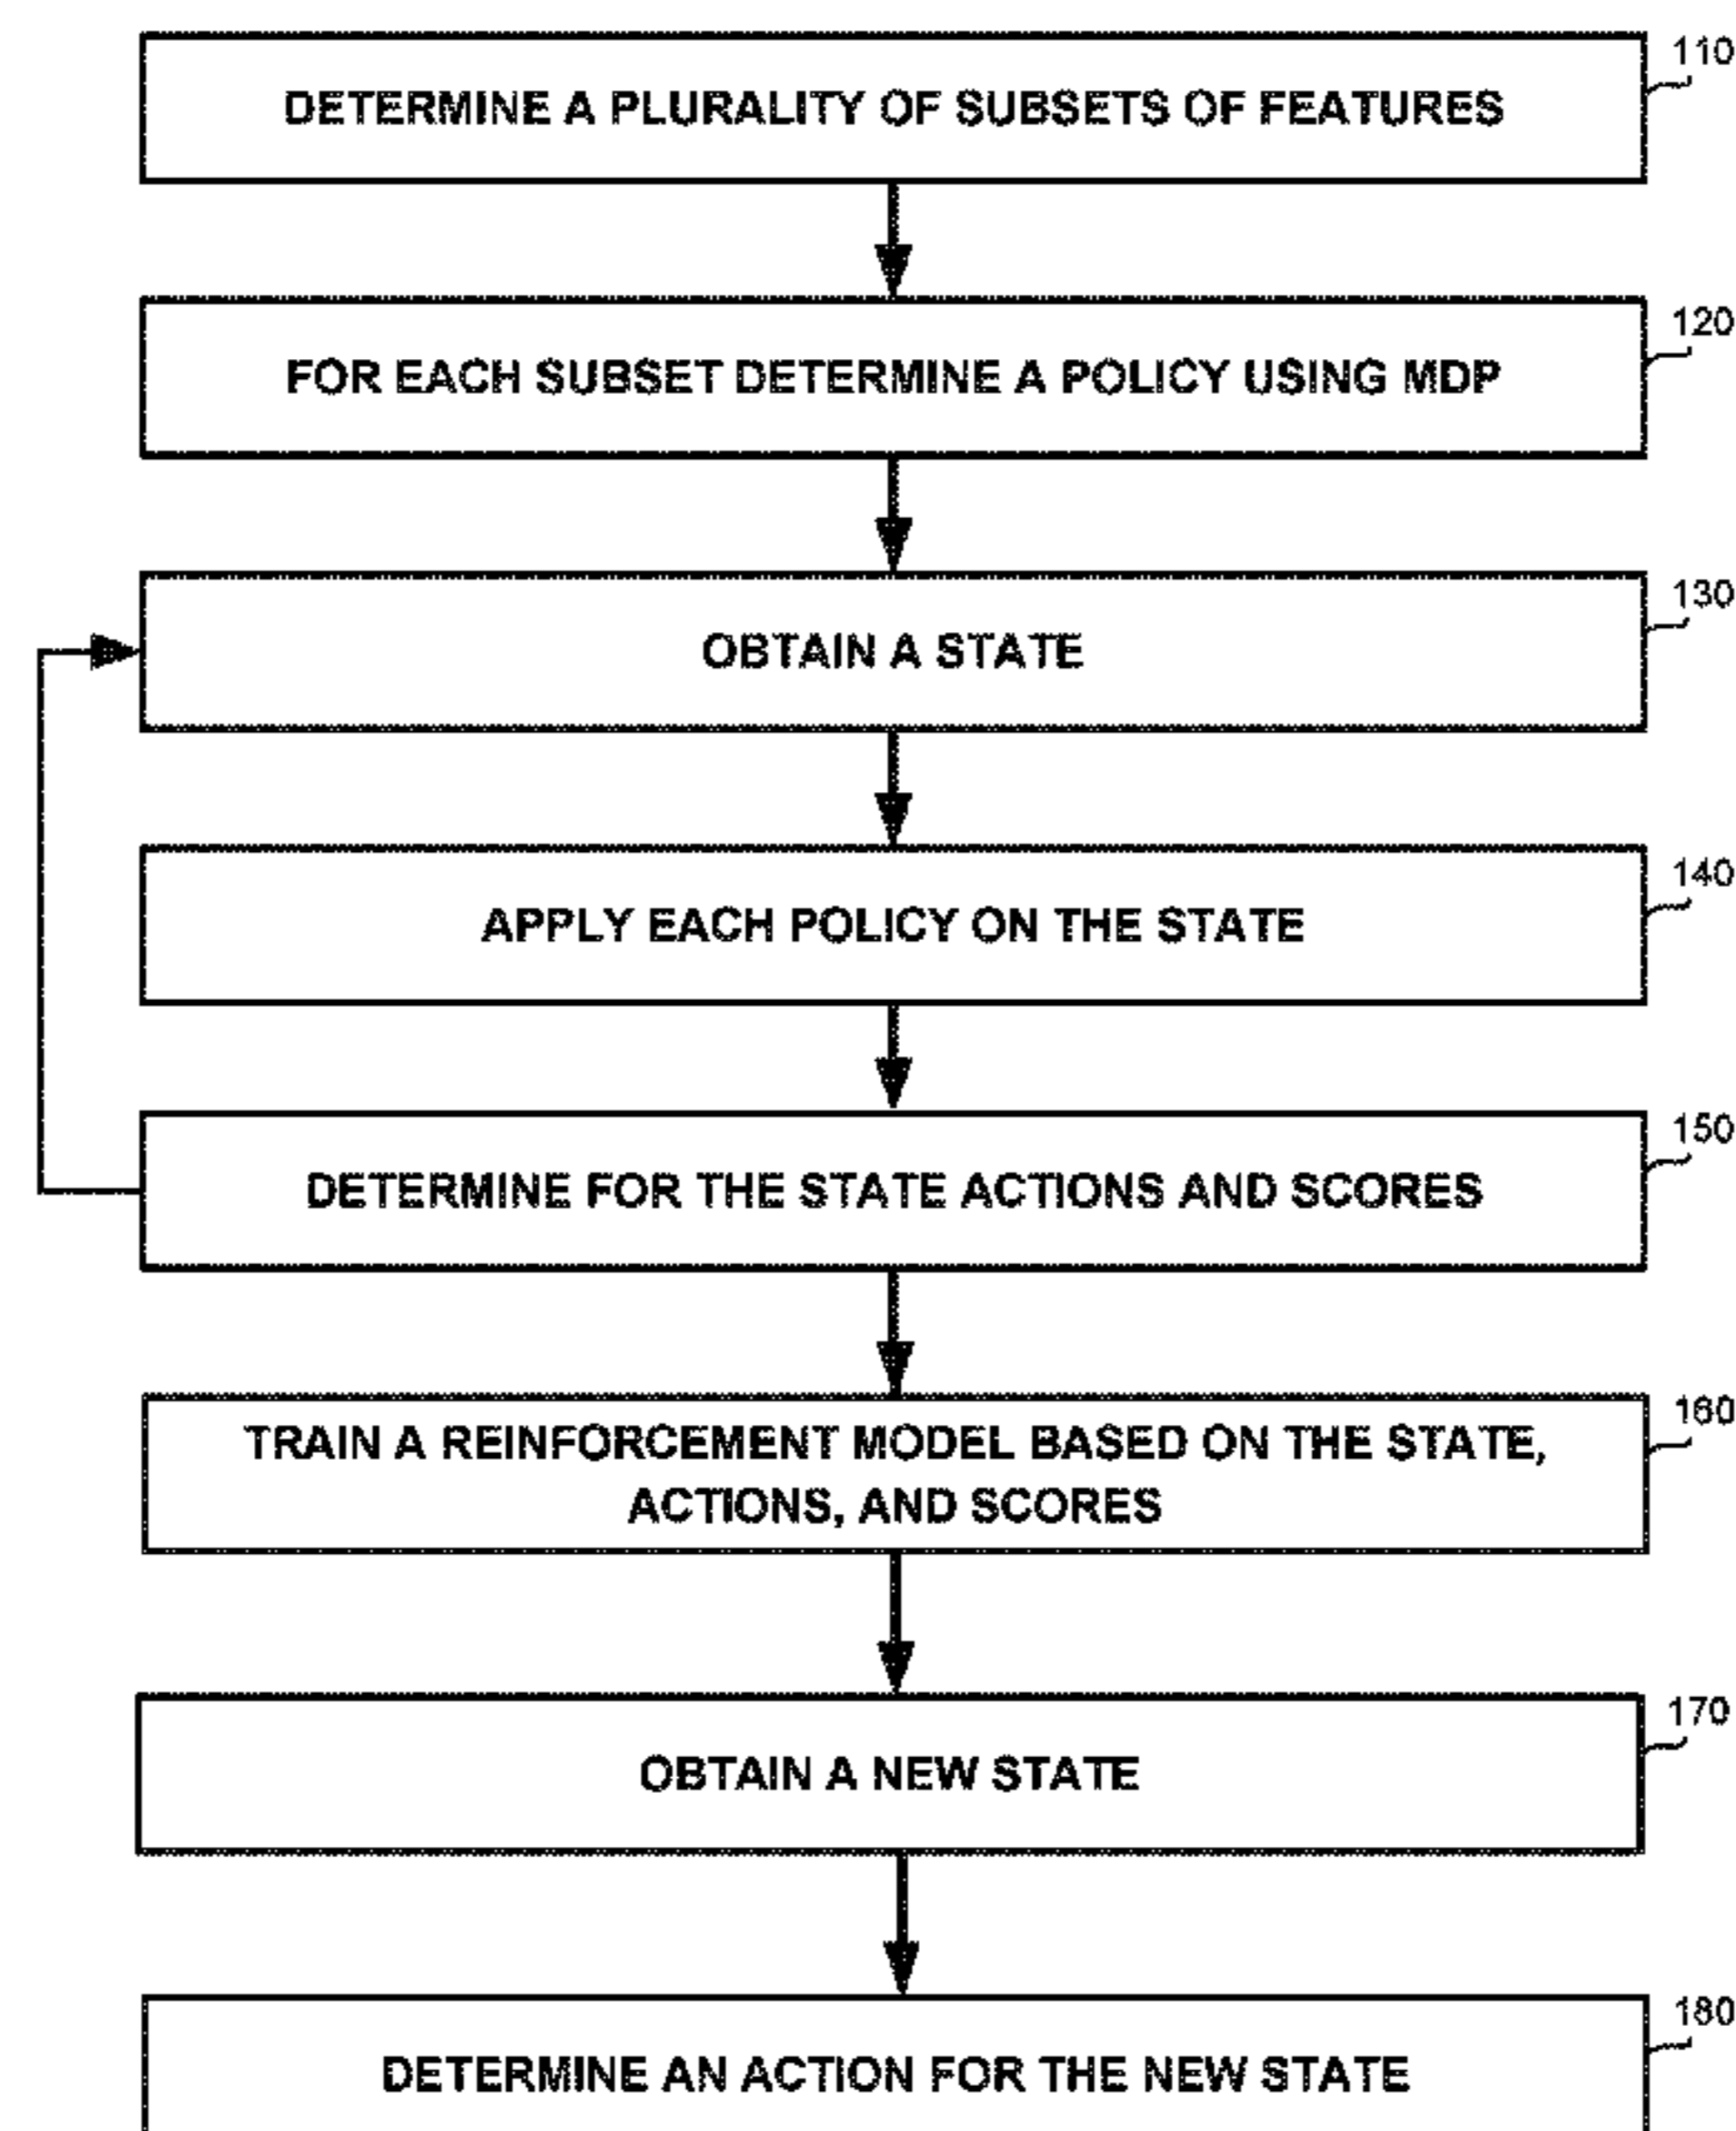 110
DETERMINE A PLURALITY OF SUBSETS OF FEATURES
120
FOR EACH SUBSET DETERMINE A POLICY USING MDP
130
OBTAIN A STATE
140
APPLY EACH POLICY ON THE STATE
150
DETERMINE FOR THE STATE ACTIONS AND SCORES
160
TRAIN A REINFORCEMENT MODEL BASED ON THE STATE,
ACTIONS, AND SCORES
170
OBTAIN A NEW STATE
180
DETERMINE AN ACTION FOR THE NEW STATE